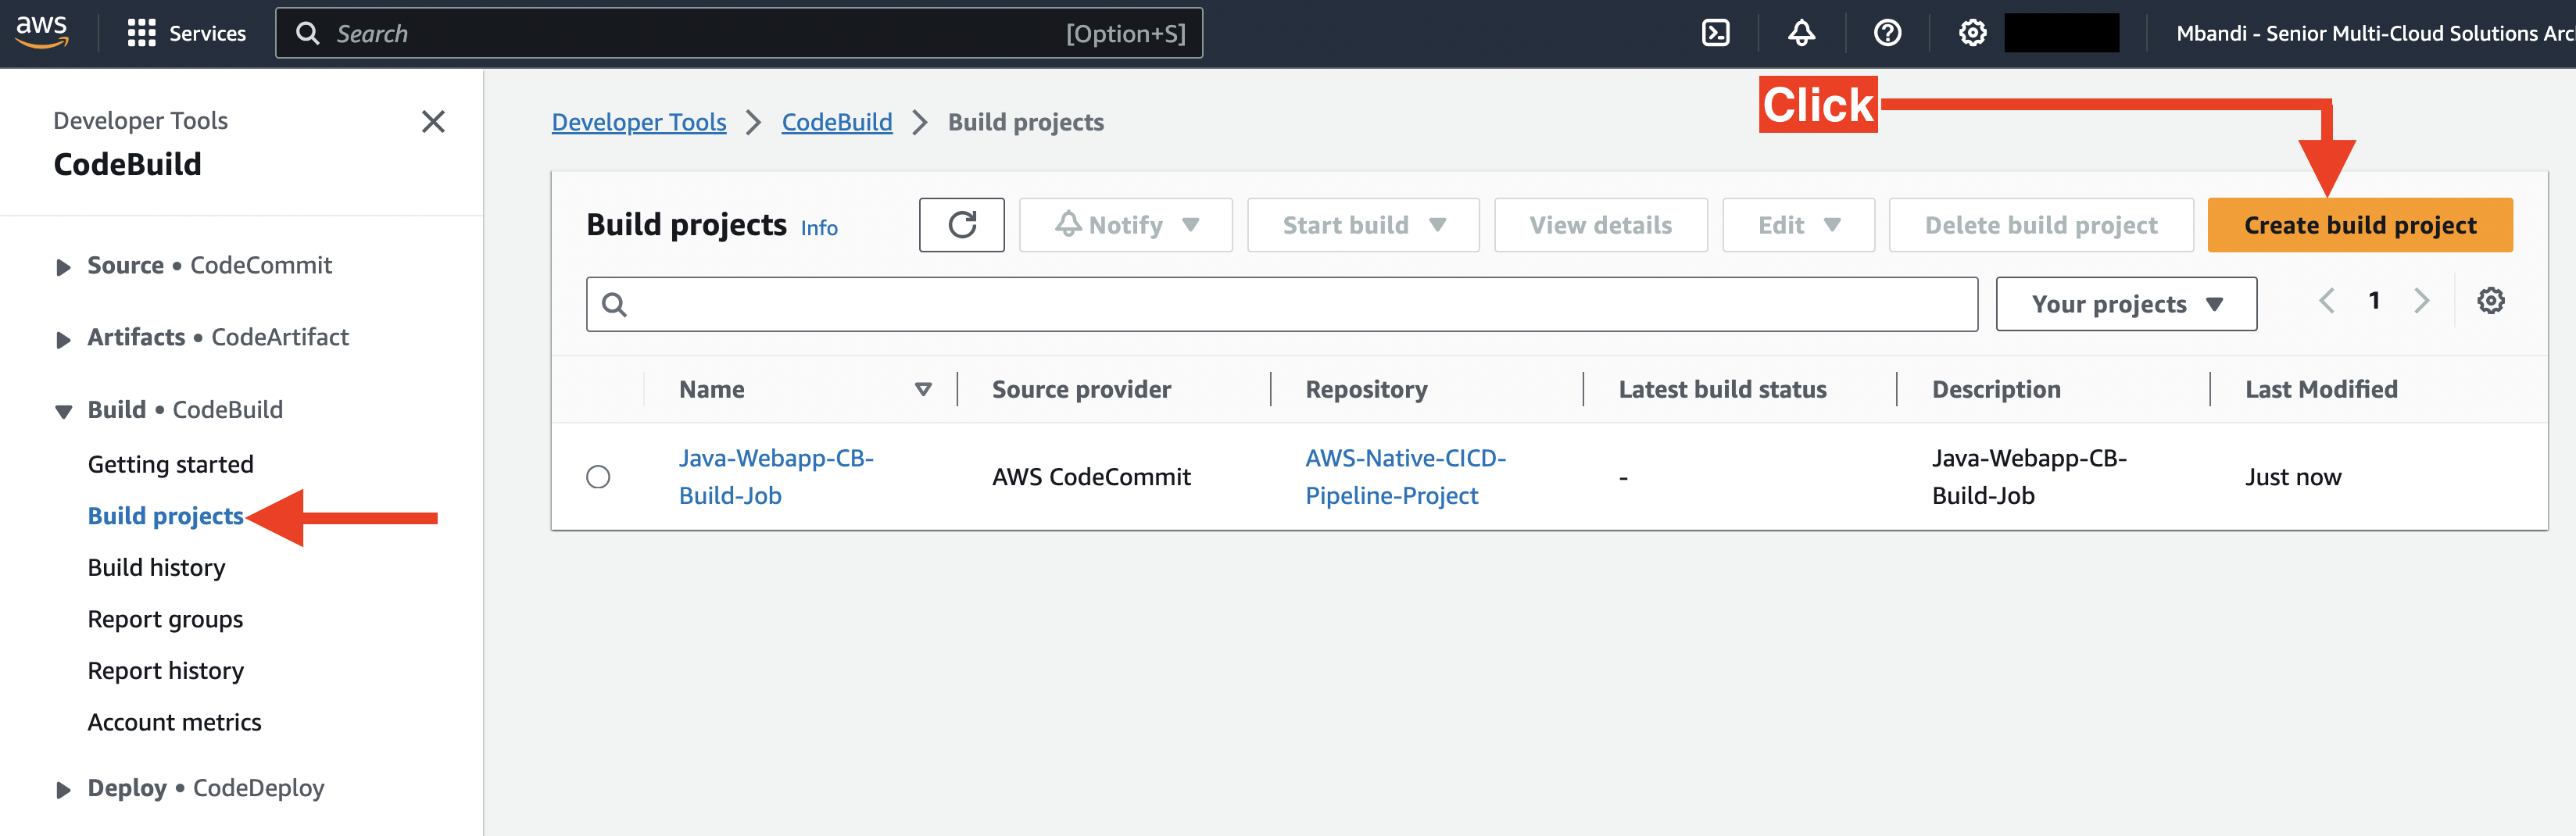 aws Services Search [Option+S] Mbandi - Senior Multi-Cloud Solutions Arc
Click
Developer Tools
CodeBuild
Source • CodeCommit
Artifacts • CodeArtifact
Build • CodeBuild
Getting started
Build projects
Build history
Report groups
Report history
Account metrics
Deploy • CodeDeploy
Developer Tools CodeBuild Build projects
Build projects Info Notify Start build View details Edit Delete build project Create build project
Your projects 1
Name Source provider Repository Latest build status Description Last Modified
Java-Webapp-CB-
Build-Job
AWS CodeCommit
AWS-Native-CICD-
Pipeline-Project
-
Java-Webapp-CB-
Build-Job
Just now